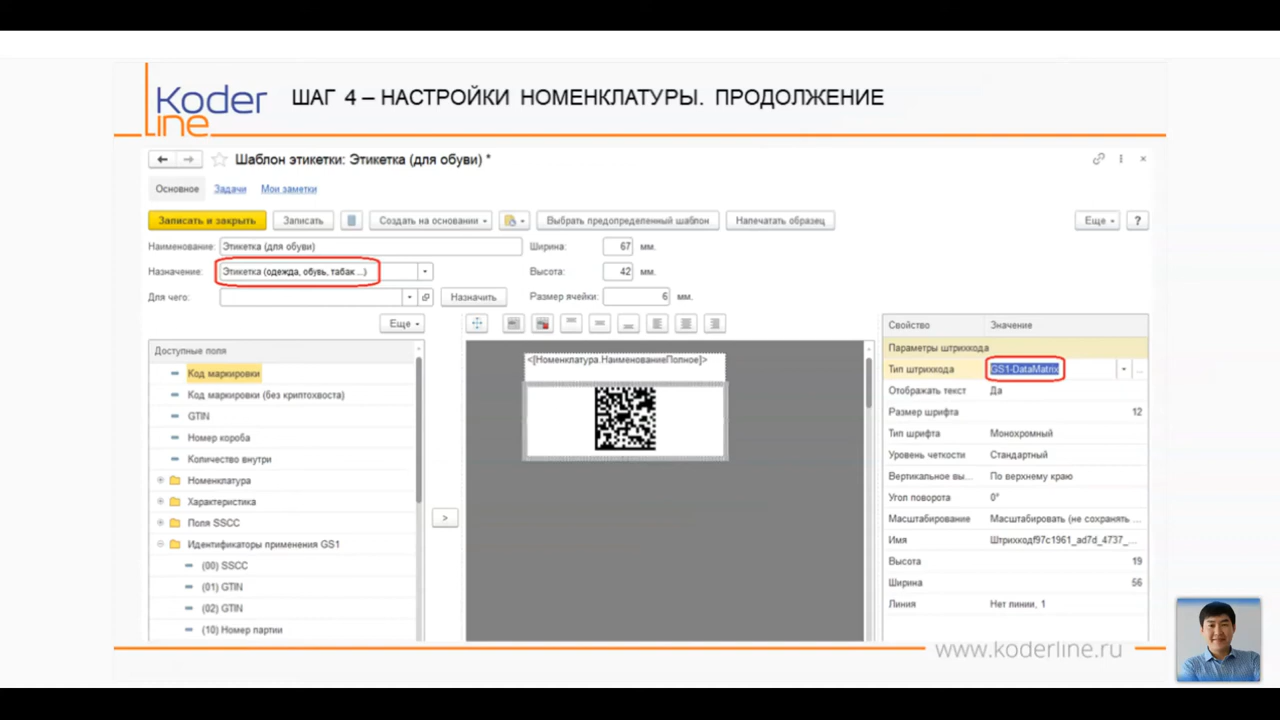 Koder
line
ШАГ 4 – НАСТРОЙКИ НОМЕНКЛАТУРЫ. ПРОДОЛЖЕНИЕ
Шаблон этикетки: Этикетка (для обуви) *
Основное Задачи Мои заметки
Записать и закрыть Записать Создать на основании Выбрать предопределенный шаблон Напечатать образец Еще ?
Наименование: Этикетка (для обуви) Ширина: 67 мм.
Назначение: Этикетка (одежда, обувь, табак ...) Высота: 42 мм.
Для чего: Назначить Размер ячейки: 6 мм.
Еще
Доступные поля
Код маркировки
Код маркировки (без криптохвоста)
GTIN
Номер короба
Количество внутри
Номенклатура
Характеристика
Поля SSCC
Идентификаторы применения GS1
(00) SSCC
(01) GTIN
(02) GTIN
(10) Номер партии
>
<[Номенклатура.НаименованиеПолное]>
Свойство Значение
Параметры штрихкода
Тип штрихкода GS1-DataMatrix ...
Отображать текст Да
Размер шрифта 12
Тип шрифта Монохромный
Уровень четкости Стандартный
Вертикальное вы... По верхнему краю
Угол поворота 0°
Масштабирование Масштабировать (не сохранять ...
Имя Штрихкодf97c1961_ad7d_4737_...
Высота 19
Ширина 56
Линия Нет линии, 1
www.koderline.ru